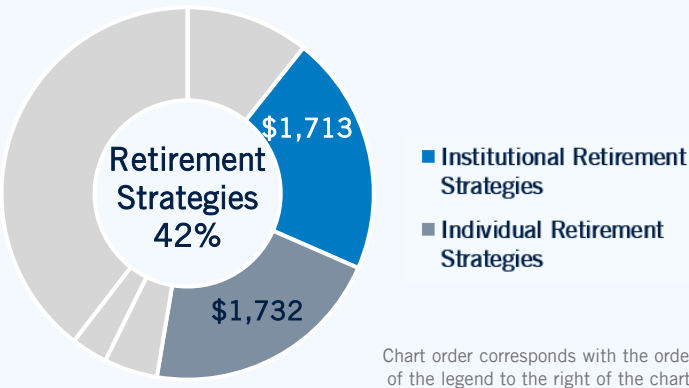 $1,713
Retirement
Strategies
42%
$1,732
Institutional Retirement
Strategies
Individual Retirement
Strategies
Chart order corresponds with the orde
of the legend to the right of the chart